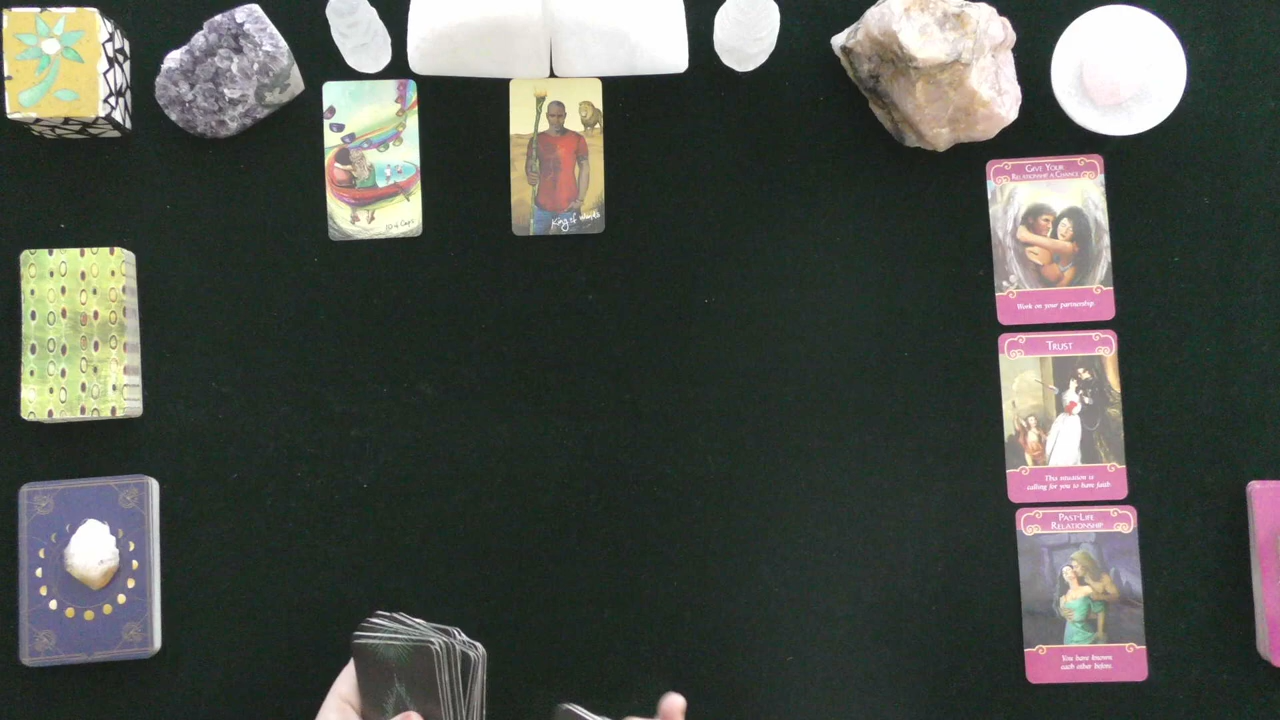 10 of Cups
King of Wands
GIVE YOUR
RELATIONSHIP A CHANCE
Work on your partnership.
TRUST
This situation is
calling for you to have faith.
PAST-LIFE
RELATIONSHIP
You have known
each other before.